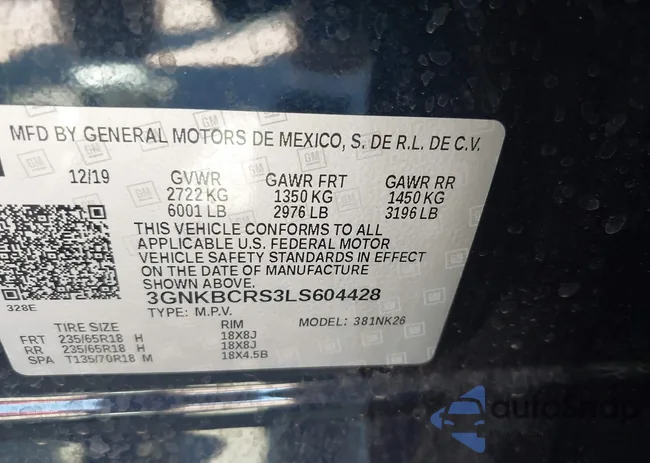 MFD BY GENERAL MOTORS DE MEXICO, S. DE R.L. DE C.V.
12/19 GVWR GAWR FRT GAWR RR
2722 KG 1350 KG 1450 KG
6001 LB 2976 LB 3196 LB
THIS VEHICLE CONFORMS TO ALL
APPLICABLE U.S. FEDERAL MOTOR
VEHICLE SAFETY STANDARDS IN EFFECT
ON THE DATE OF MANUFACTURE
SHOWN ABOVE.
3GNKBCRS3LS604428
328E TYPE: M.P.V. MODEL: 381NK26
TIRE SIZE RIM
FRT 235/65R18 H 18X8J
RR 235/65R18 H 18X8J
SPA T135/70R18 M 18X4.5B
autoSnap